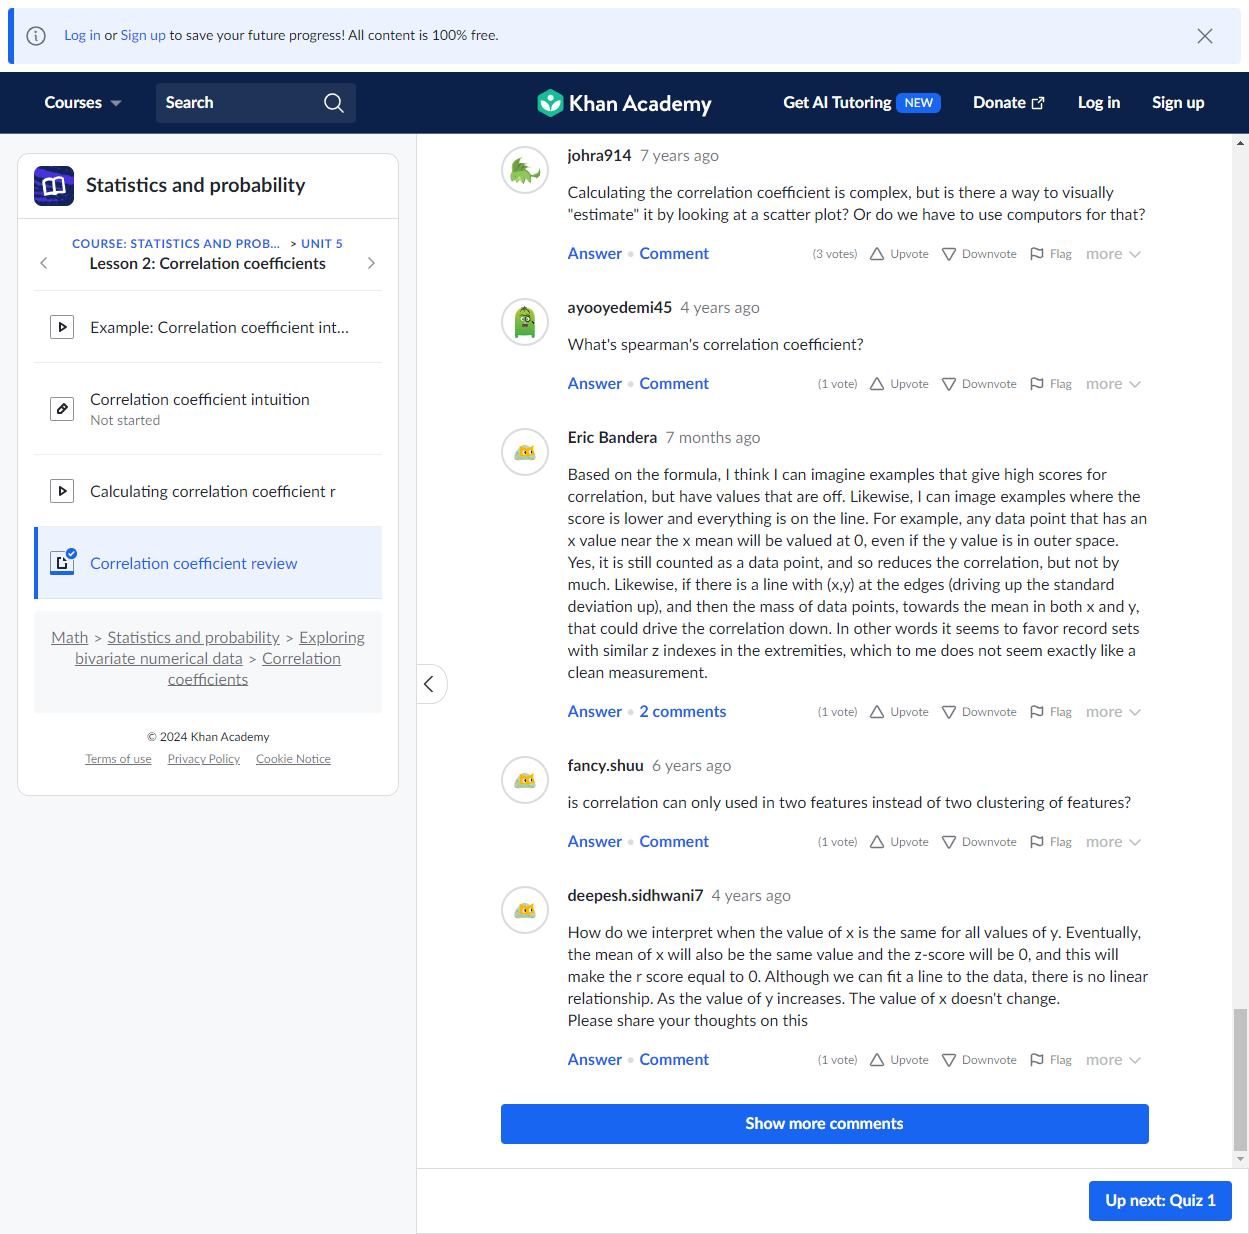 Log in or Sign up to save your future progress! All content is 100% free.
Courses
Search
Khan Academy
Get AI Tutoring NEW
Donate
Log in
Sign up
Statistics and probability
COURSE: STATISTICS AND PROB... > UNIT 5
Lesson 2: Correlation coefficients
Example: Correlation coefficient int...
Correlation coefficient intuition
Not started
Calculating correlation coefficient r
Correlation coefficient review
Math > Statistics and probability > Exploring
bivariate numerical data > Correlation
coefficients
© 2024 Khan Academy
Terms of use Privacy Policy Cookie Notice
johra914 7 years ago
Calculating the correlation coefficient is complex, but is there a way to visually
"estimate" it by looking at a scatter plot? Or do we have to use computors for that?
Answer • Comment (3 votes) Upvote Downvote Flag more
ayooyedemi45 4 years ago
What's spearman's correlation coefficient?
Answer • Comment (1 vote) Upvote Downvote Flag more
Eric Bandera 7 months ago
Based on the formula, I think I can imagine examples that give high scores for
correlation, but have values that are off. Likewise, I can image examples where the
score is lower and everything is on the line. For example, any data point that has an
x value near the x mean will be valued at 0, even if the y value is in outer space.
Yes, it is still counted as a data point, and so reduces the correlation, but not by
much. Likewise, if there is a line with (x,y) at the edges (driving up the standard
deviation up), and then the mass of data points, towards the mean in both x and y,
that could drive the correlation down. In other words it seems to favor record sets
with similar z indexes in the extremities, which to me does not seem exactly like a
clean measurement.
Answer • 2 comments (1 vote) Upvote Downvote Flag more
fancy.shuu 6 years ago
is correlation can only used in two features instead of two clustering of features?
Answer • Comment (1 vote) Upvote Downvote Flag more
deepesh.sidhwani7 4 years ago
How do we interpret when the value of x is the same for all values of y. Eventually,
the mean of x will also be the same value and the z-score will be 0, and this will
make the r score equal to 0. Although we can fit a line to the data, there is no linear
relationship. As the value of y increases. The value of x doesn't change.
Please share your thoughts on this
Answer • Comment (1 vote) Upvote Downvote Flag more
Show more comments
Up next: Quiz 1